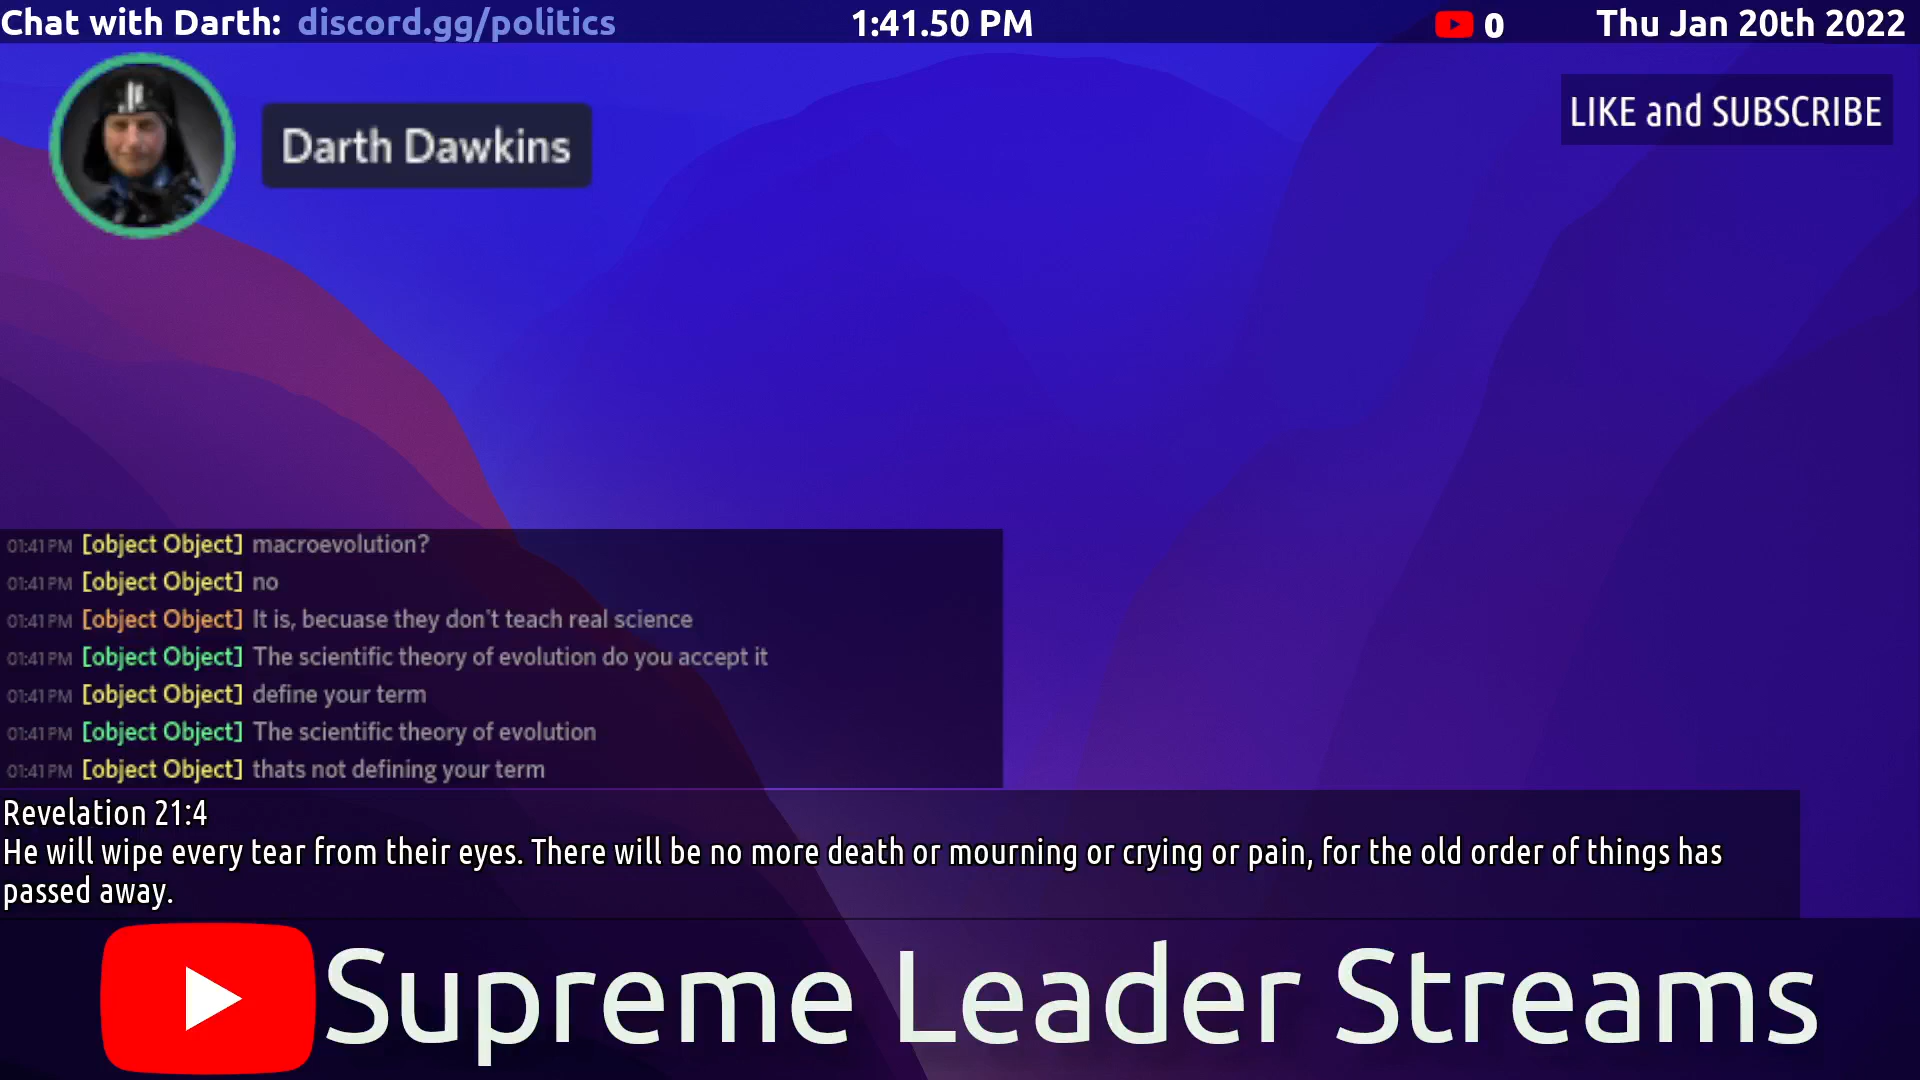 Chat with Darth: discord.gg/politics 1:41.50 PM 0 Thu Jan 20th 2022
Darth Dawkins
LIKE and SUBSCRIBE
01:41 PM [object Object] macroevolution?
01:41 PM [object Object] no
01:41 PM [object Object] It is, becuase they don't teach real science
01:41 PM [object Object] The scientific theory of evolution do you accept it
01:41 PM [object Object] define your term
01:41 PM [object Object] The scientific theory of evolution
01:41 PM [object Object] thats not defining your term
Revelation 21:4
He will wipe every tear from their eyes. There will be no more death or mourning or crying or pain, for the old order of things has
passed away.
Supreme Leader Streams